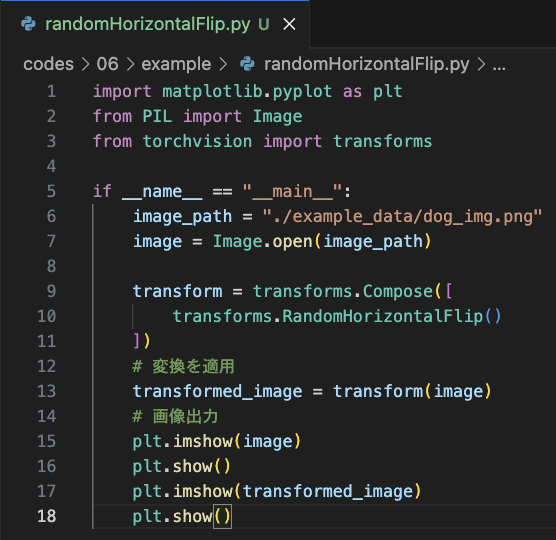 randomHorizontalFlip.py U ×
codes > 06 > example > randomHorizontalFlip.py > ...
1 import matplotlib.pyplot as plt
2 from PIL import Image
3 from torchvision import transforms
4
5 if __name__ == "__main__":
6     image_path = "./example_data/dog_img.png"
7     image = Image.open(image_path)
8
9     transform = transforms.Compose([
10         transforms.RandomHorizontalFlip()
11     ])
12     # 変換を適用
13     transformed_image = transform(image)
14     # 画像出力
15     plt.imshow(image)
16     plt.show()
17     plt.imshow(transformed_image)
18     plt.show()